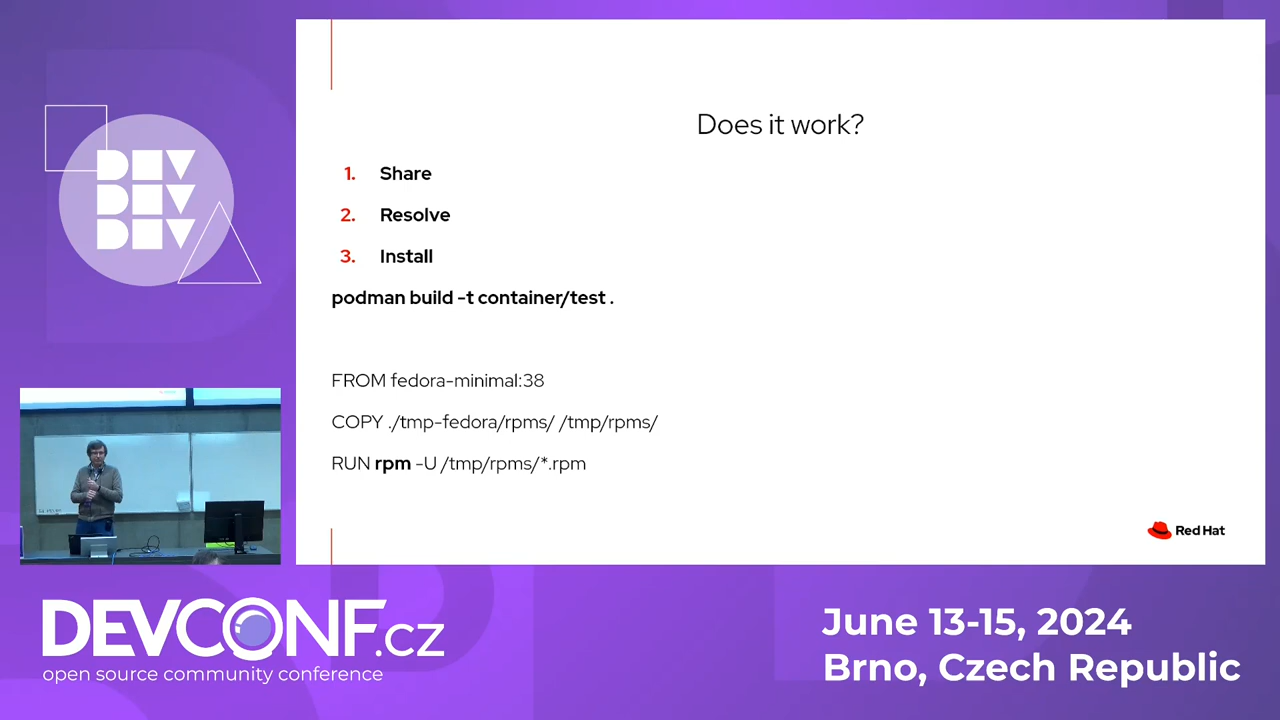 DEV
DEV
DEV
Does it work?
1. Share
2. Resolve
3. Install
podman build -t container/test .
FROM fedora-minimal:38
COPY ./tmp-fedora/rpms/ /tmp/rpms/
RUN rpm -U /tmp/rpms/*.rpm
Red Hat
DEVCONF.cz
open source community conference
June 13-15, 2024
Brno, Czech Republic